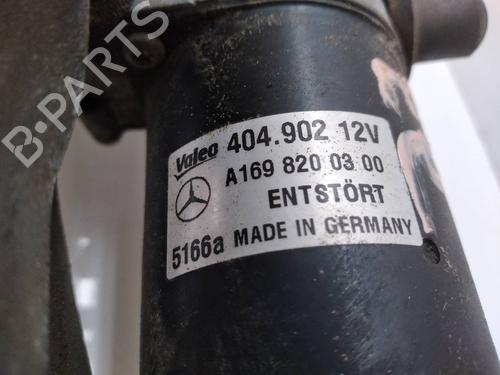 B-PARTS
Valeo 404.902 12V
A169 820 03 00
ENTSTÖRT
5166a MADE IN GERMANY